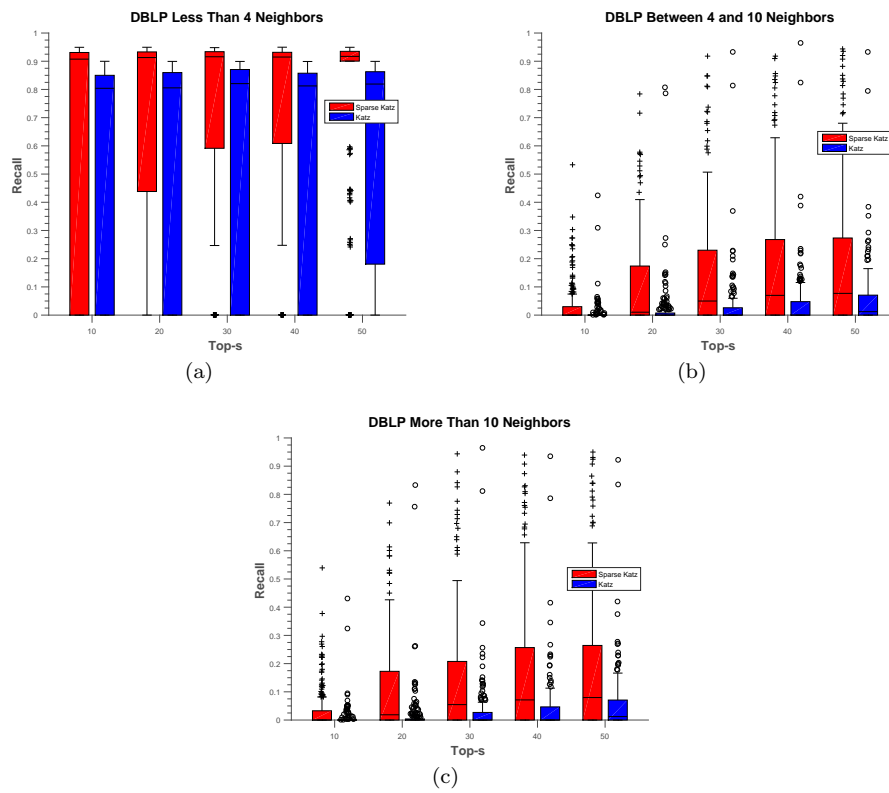 DBLP Less Than 4 Neighbors
1
0.9
0.8
0.7
0.6
0.5
0.4
0.3
0.2
0.1
0
Recall
Sparse Katz
Katz
10 20 30 40 50
Top-s
(a)
DBLP Between 4 and 10 Neighbors
1
0.9
0.8
0.7
0.6
0.5
0.4
0.3
0.2
0.1
0
Recall
Sparse Katz
Katz
10 20 30 40 50
Top-s
(b)
DBLP More Than 10 Neighbors
1
0.9
0.8
0.7
0.6
0.5
0.4
0.3
0.2
0.1
0
Recall
Sparse Katz
Katz
10 20 30 40 50
Top-s
(c)